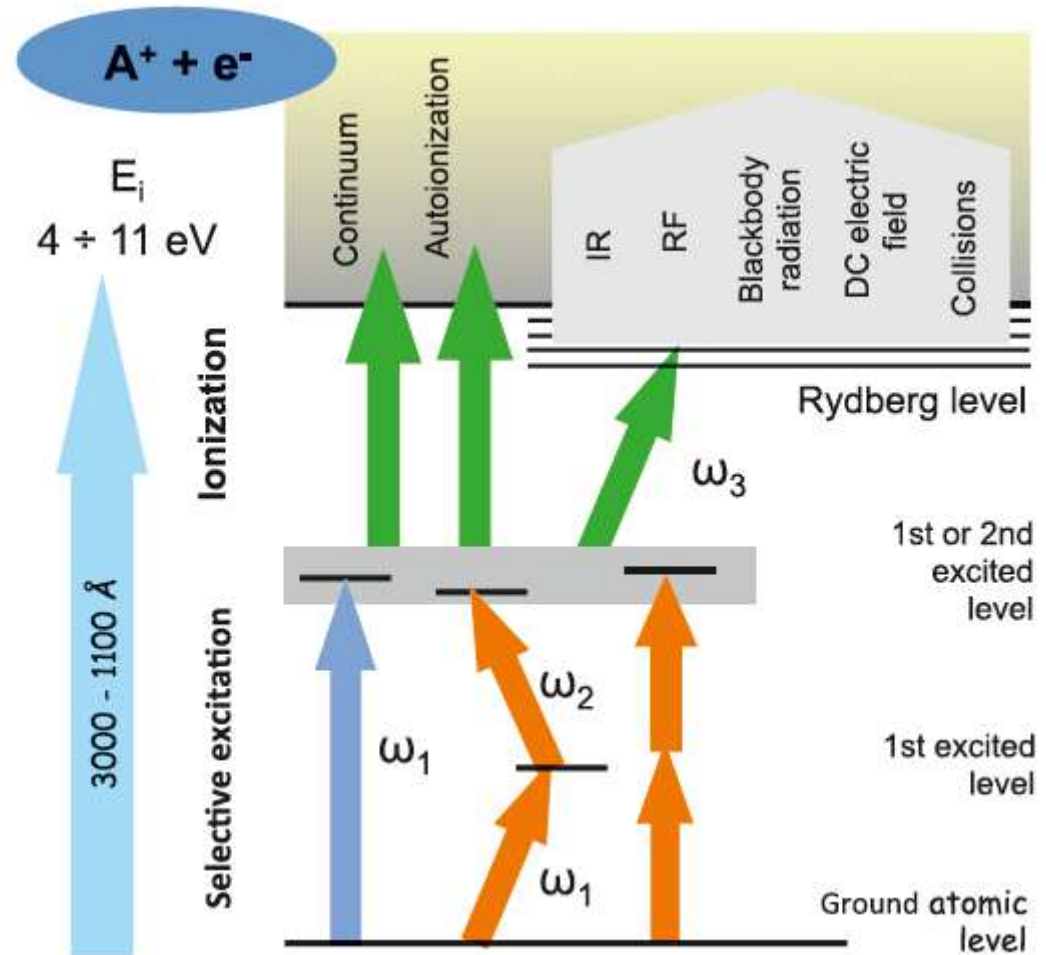 A⁺ + e⁻
Eᵢ
4 ÷ 11 eV
3000 - 1100 Å
Ionization
Selective excitation
Continuum
Autoionization
IR
RF
Blackbody
radiation
DC electric
field
Collisions
Rydberg level
ω₃
1st or 2nd
excited
level
ω₂
ω₁
1st excited
level
ω₁
Ground atomic
level